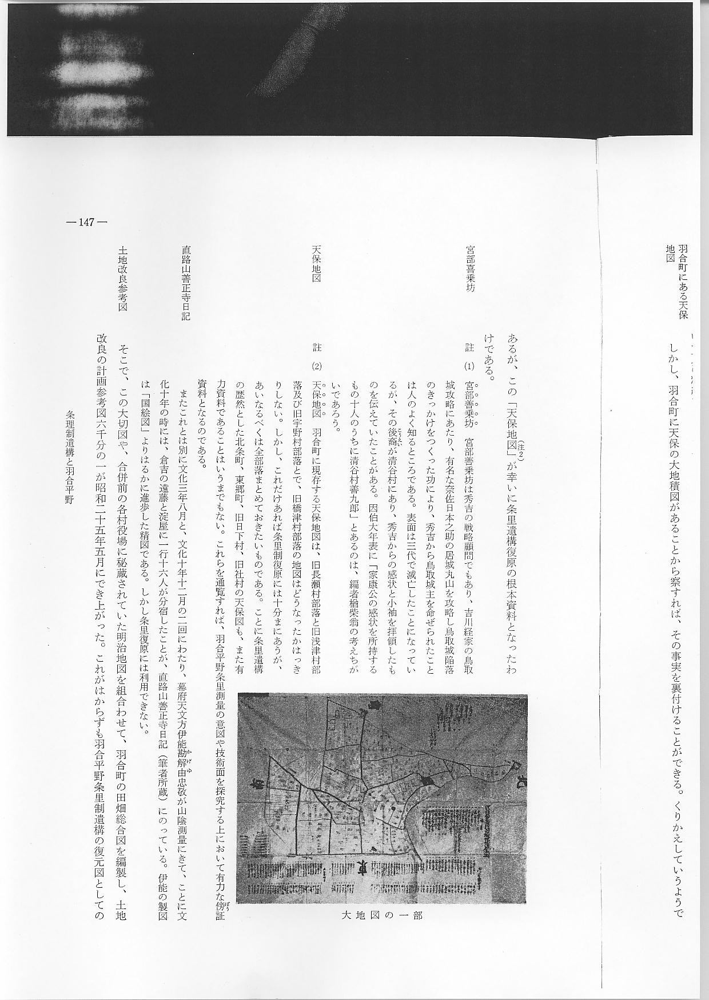 羽合町にある天保
地図
しかし、羽合町に天保の大地積図があることから察すれば、その事実を裏付けることができる。くりかえしていうようで
あるが、この「天保地図」(注2)が幸いに条里遺構復原の根本資料となったわ
けである。
宮部喜乗坊
註 (1) 宮部善乗坊 宮部善乗坊は秀吉の戦略顧問でもあり、吉川経家の鳥取
城攻略にあたり、有名な奈佐日本之助の居城丸山を攻略し鳥取城陥落
のきっかけをつくった功により、秀吉から鳥取城主を命ぜられたこと
は人のよく知るところである。表面は三代で滅亡したことになってい
るが、その後裔が清谷村にあり、秀吉からの感状と小袖を拝領したも
のを伝えていたことがある。因伯大年表に「家康公の感状を所持する
もの十人のうちに清谷村善九郎」とあるのは、編者楢柴翁の考えちが
いであろう。
天保地図
註 (2) 天保地図 羽合町に現存する天保地図は、旧長瀬村部落と旧浅津村部
落及び旧宇野村部落とで、旧橋津村部落の地図はどうなったかはっき
りしない。しかし、これだけあれば条里制復原には十分まにあうが、
あいなるべくは全部落まとめておきたいものである。ことに条里遺構
の歴然とした北条町、東郷町、旧日下村、旧社村の天保図も、また有
力資料であることはいうまでもない。これらを通覧すれば、羽合平野条里測量の意図や技術面を探究する上において有力な傍証
資料となるのである。
直路山善正寺日記
またこれとは別に文化三年八月と、文化十年十二月の二回にわたり、幕府天文方伊能勘解由忠敬が山陰測量にきて、ことに文
化十年の時には、倉吉の遠藤と淀屋に一行十六人が分宿したことが、直路山善正寺日記(筆者所蔵)にのっている。伊能の製図
は「国絵図」よりはるかに進歩した精図である。しかし条里復原には利用できない。
土地改良参考図
そこで、この大切図や、合併前の各村役場に秘蔵されていた明治地図を組合わせて、羽合町の田畑総合図を編製し、土地
改良の計画参考図六千分の一が昭和二十五年五月にでき上がった。これがはからずも羽合平野条里制遺構の復元図としての
大地図の一部
東
条理制遺構と羽合平野
—147—